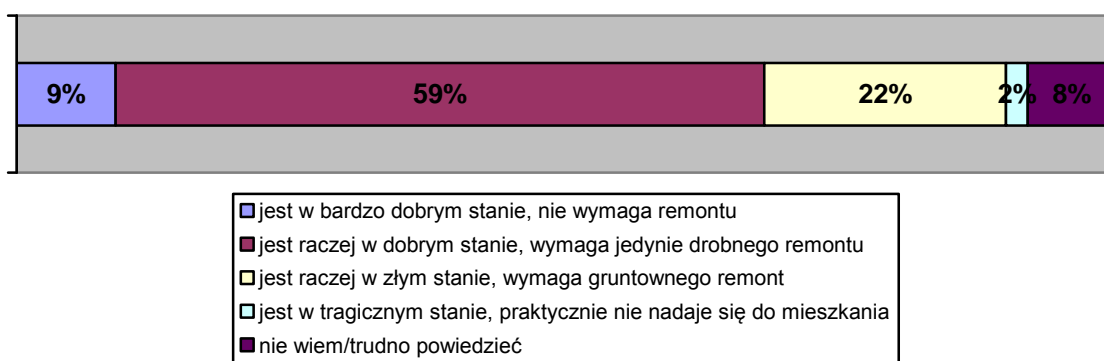 9% 59% 22% 2% 8%
jest w bardzo dobrym stanie, nie wymaga remontu
jest raczej w dobrym stanie, wymaga jedynie drobnego remontu
jest raczej w złym stanie, wymaga gruntownego remont
jest w tragicznym stanie, praktycznie nie nadaje się do mieszkania
nie wiem/trudno powiedzieć